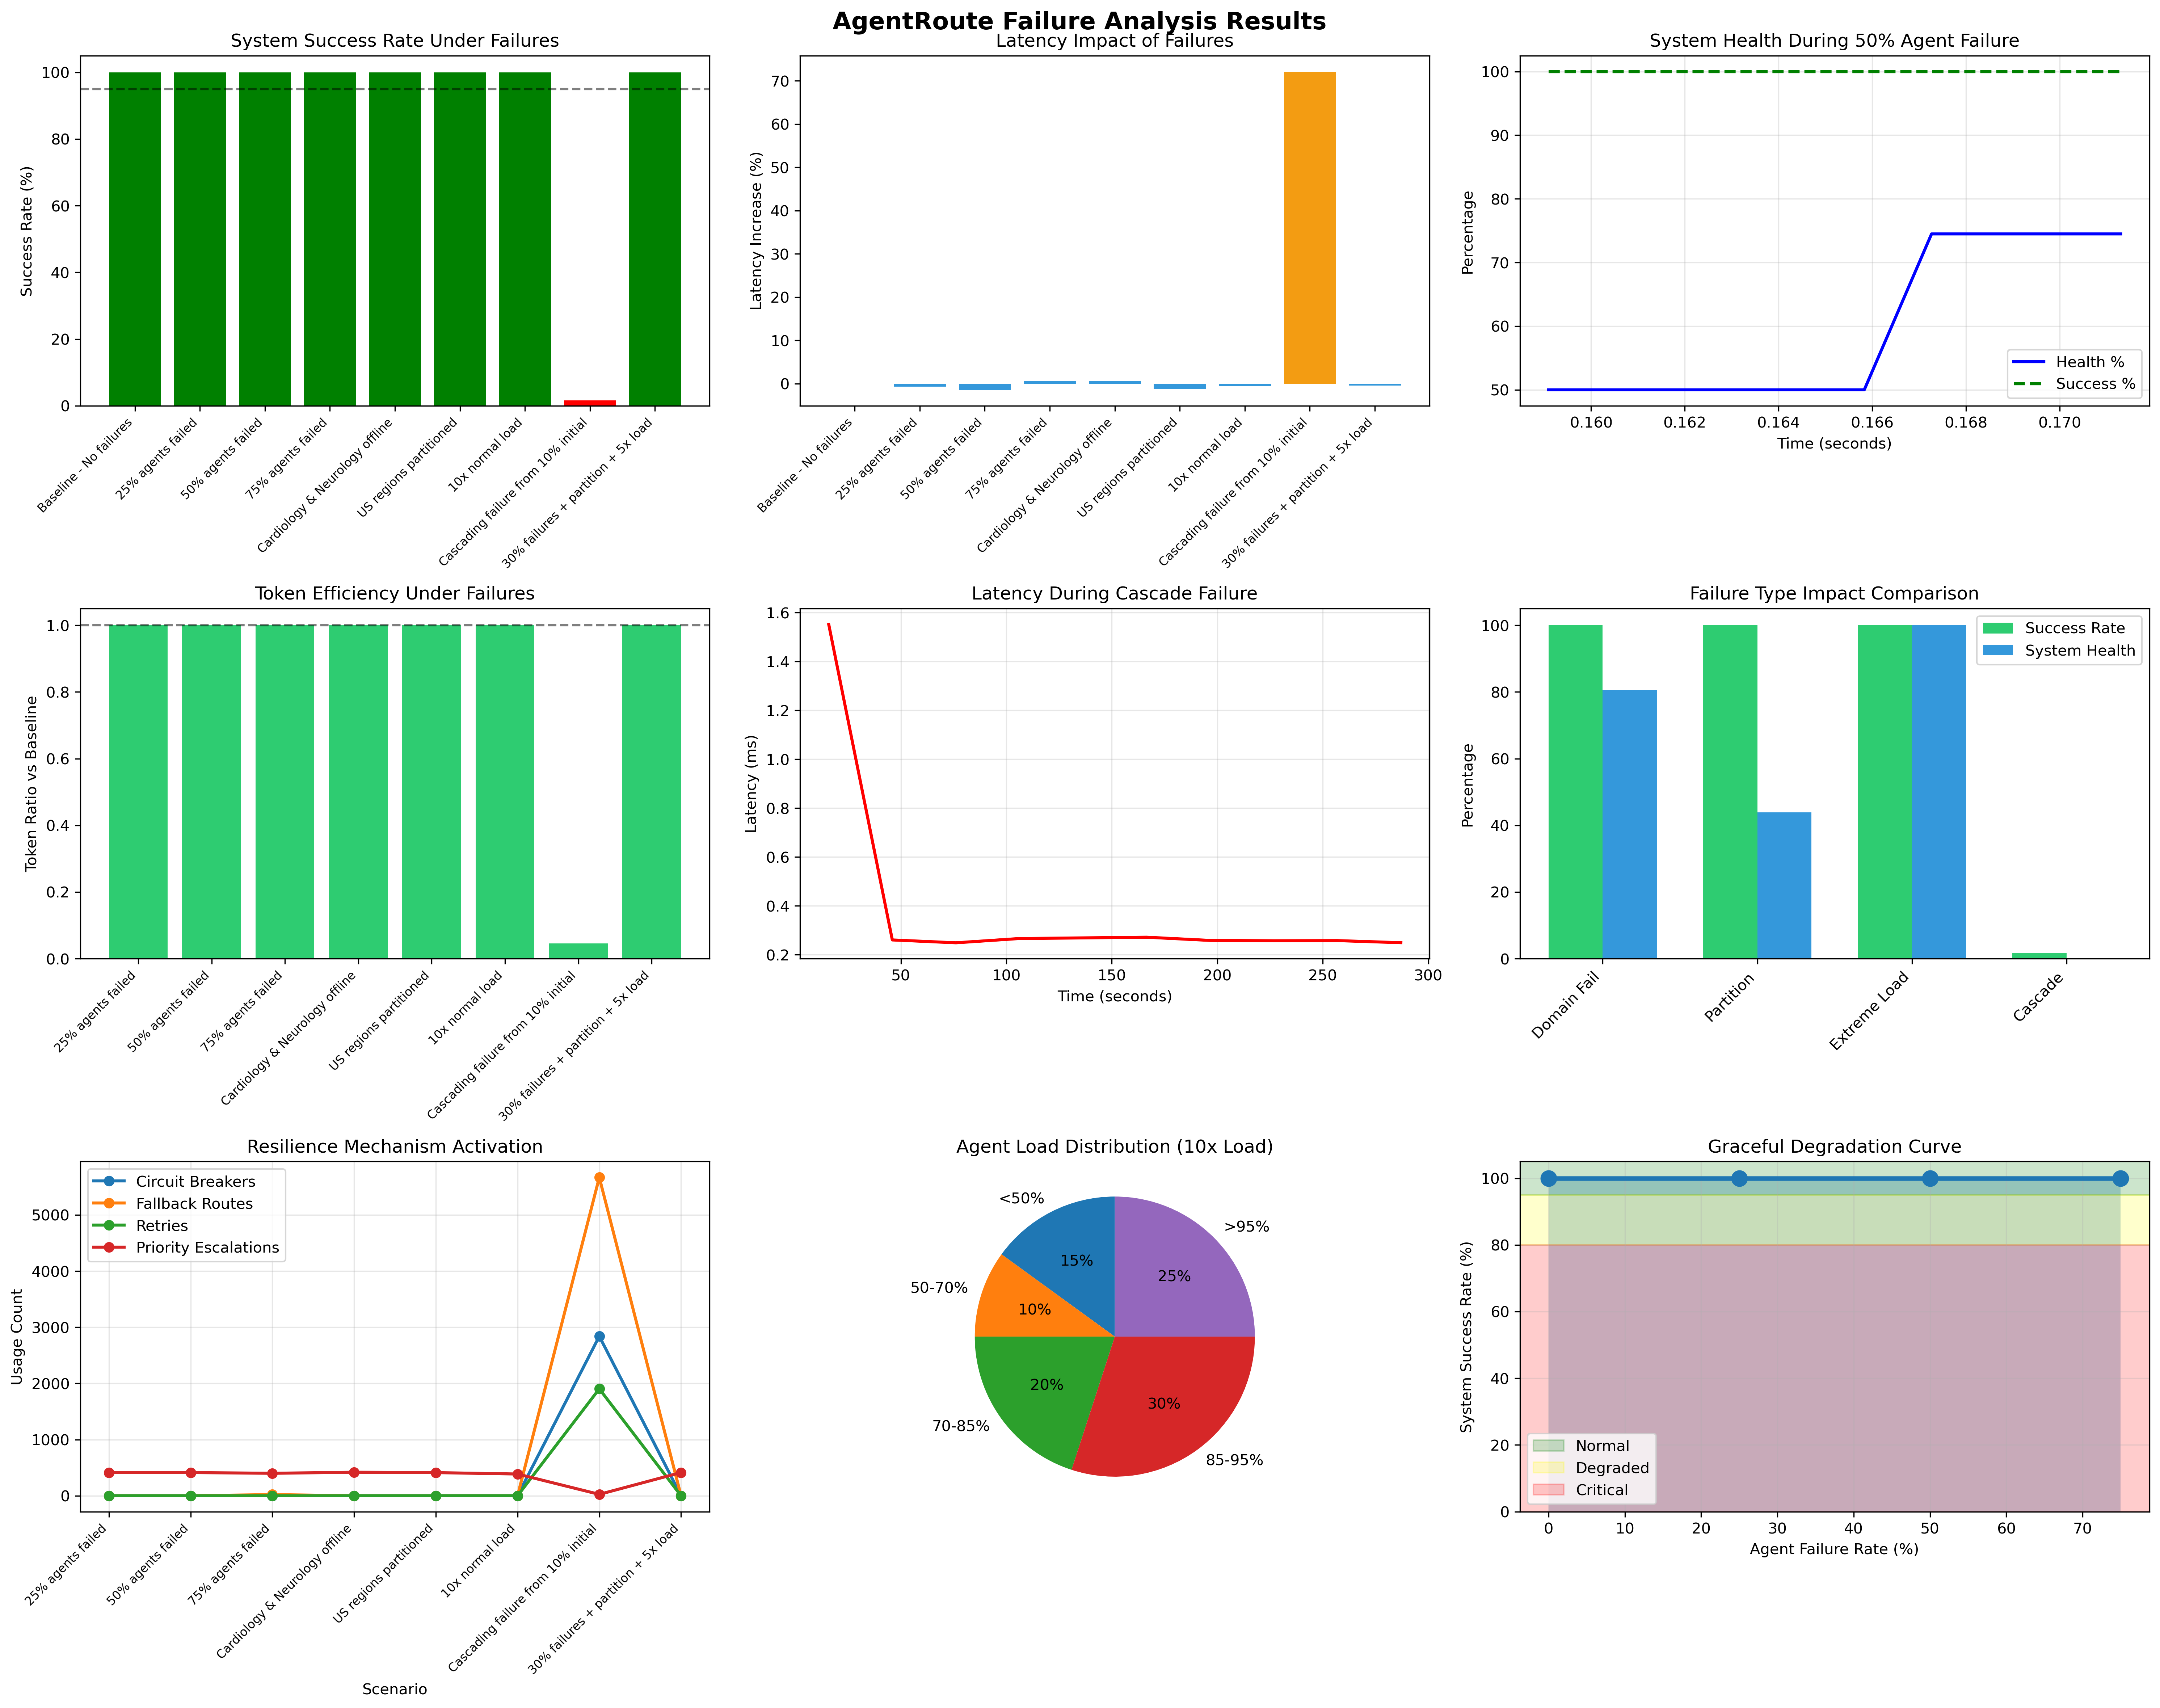 AgentRoute Failure Analysis Results
System Success Rate Under Failures
Success Rate (%)
100
80
60
40
20
0
Baseline - No failures
25% agents failed
50% agents failed
75% agents failed
Cardiology & Neurology offline
US regions partitioned
10x normal load
Cascading failure from 10% initial
30% failures + partition + 5x load
Latency Impact of Failures
Latency Increase (%)
70
60
50
40
30
20
10
0
Baseline - No failures
25% agents failed
50% agents failed
75% agents failed
Cardiology & Neurology offline
US regions partitioned
10x normal load
Cascading failure from 10% initial
30% failures + partition + 5x load
System Health During 50% Agent Failure
Percentage
100
90
80
70
60
50
Health %
Success %
0.160 0.162 0.164 0.166 0.168 0.170
Time (seconds)
Token Efficiency Under Failures
Token Ratio vs Baseline
1.0
0.8
0.6
0.4
0.2
0.0
25% agents failed
50% agents failed
75% agents failed
Cardiology & Neurology offline
US regions partitioned
10x normal load
Cascading failure from 10% initial
30% failures + partition + 5x load
Latency During Cascade Failure
Latency (ms)
1.6
1.4
1.2
1.0
0.8
0.6
0.4
0.2
50 100 150 200 250 300
Time (seconds)
Failure Type Impact Comparison
Percentage
100
80
60
40
20
0
Success Rate
System Health
Domain Fail
Partition
Extreme Load
Cascade
Resilience Mechanism Activation
Usage Count
5000
4000
3000
2000
1000
0
Circuit Breakers
Fallback Routes
Retries
Priority Escalations
25% agents failed
50% agents failed
75% agents failed
Cardiology & Neurology offline
US regions partitioned
10x normal load
Cascading failure from 10% initial
30% failures + partition + 5x load
Scenario
Agent Load Distribution (10x Load)
<50%
15%
50-70%
10%
70-85%
20%
85-95%
30%
>95%
25%
Graceful Degradation Curve
System Success Rate (%)
100
80
60
40
20
0
Normal
Degraded
Critical
0 10 20 30 40 50 60 70
Agent Failure Rate (%)